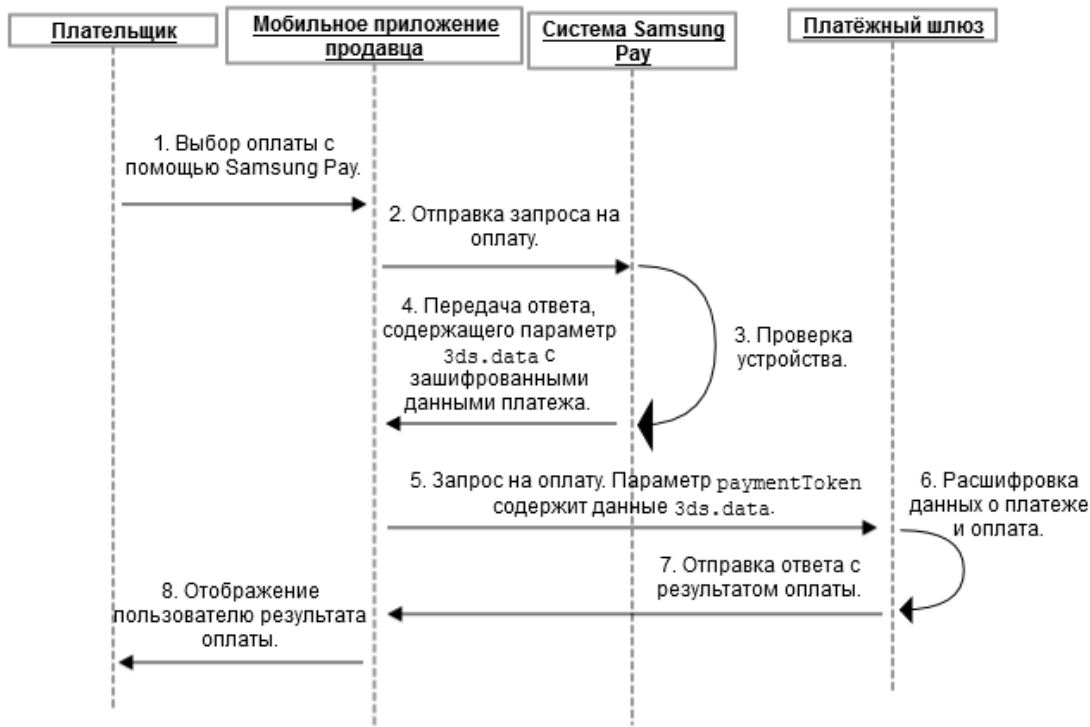 Плательщик
Мобильное приложение
продавца
Система Samsung
Pay
Платёжный шлюз
1. Выбор оплаты с
помощью Samsung Pay.
2. Отправка запроса на
оплату.
3. Проверка
устройства.
4. Передача ответа,
содержащего параметр
3ds.data с
зашифрованными
данными платежа.
5. Запрос на оплату. Параметр paymentToken
содержит данные 3ds.data.
6. Расшифровка
данных о платеже
и оплата.
7. Отправка ответа с
результатом оплаты.
8. Отображение
пользователю результата
оплаты.